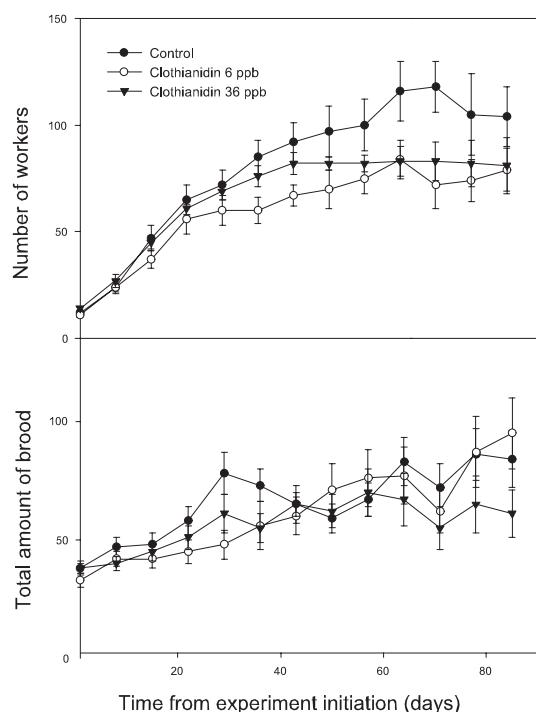 150
Control
Clothianidin 6 ppb
Clothianidin 36 ppb
100
Number of workers
50
0
100
Total amount of brood
50
0
20
40
60
80
Time from experiment initiation (days)